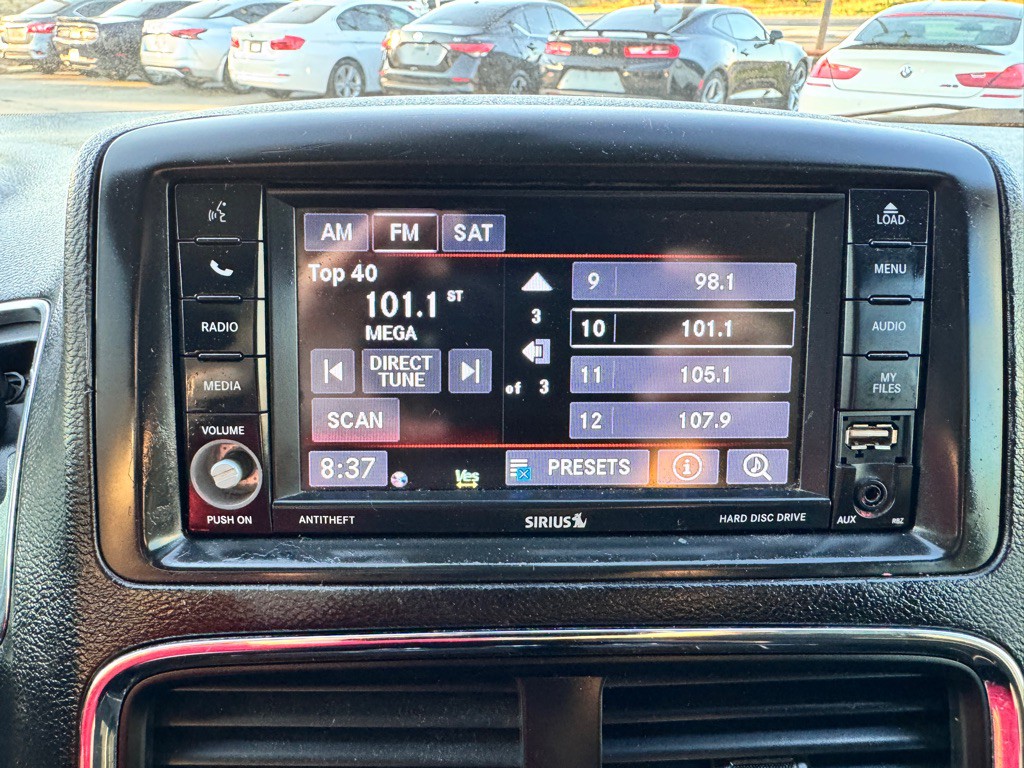 AM FM SAT
Top 40
101.1 ST
MEGA
DIRECT
TUNE
SCAN
8:37
Yes
3
of 3
9 98.1
10 101.1
11 105.1
12 107.9
PRESETS
RADIO
MEDIA
VOLUME
PUSH ON
LOAD
MENU
AUDIO
MY
FILES
AUX RBZ
ANTITHEFT SIRIUS HARD DISC DRIVE